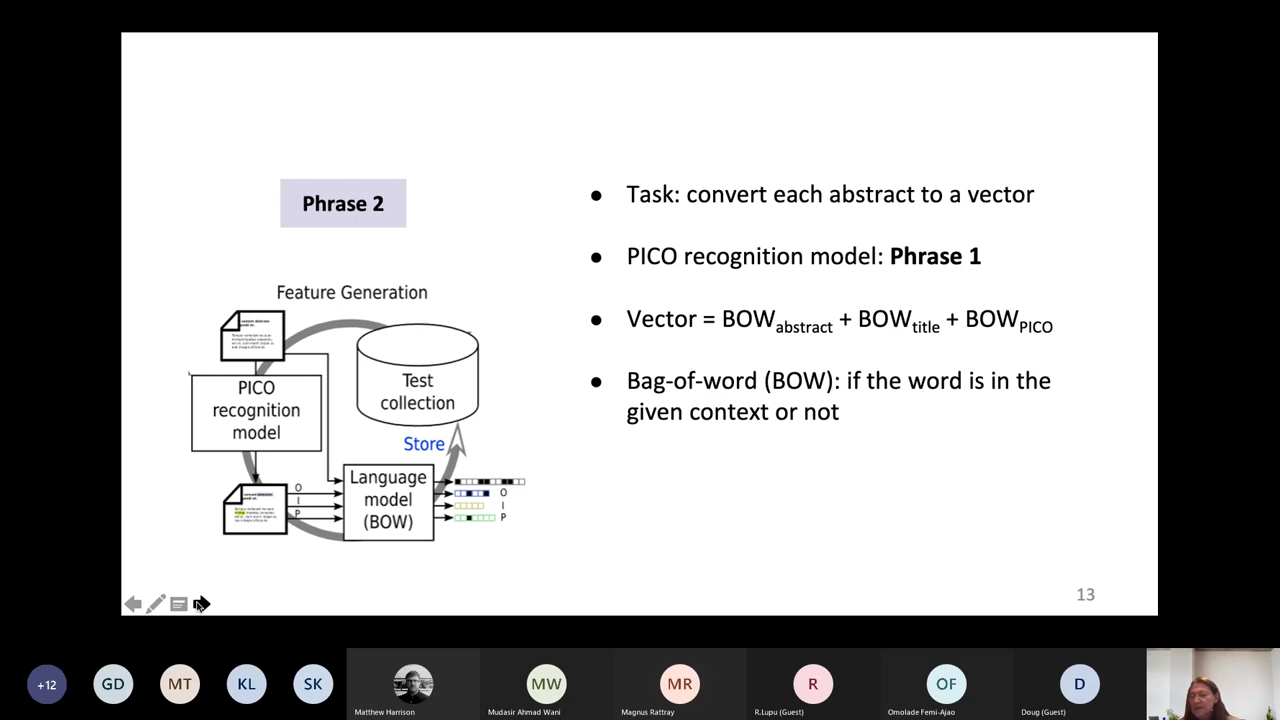 Phrase 2
Feature Generation
PICO
recognition
model
Test
collection
Store
O
I
P
Language
model
(BOW)
O
I
P
● Task: convert each abstract to a vector
● PICO recognition model: Phrase 1
● Vector = BOWabstract + BOWtitle + BOWPICO
● Bag-of-word (BOW): if the word is in the
given context or not
13
+12
GD
MT
KL
SK
Matthew Harrison
MW
Mudasir Ahmad Wani
MR
Magnus Rattray
R
R.Lupu (Guest)
OF
Omolade Femi-Ajao
D
Doug (Guest)